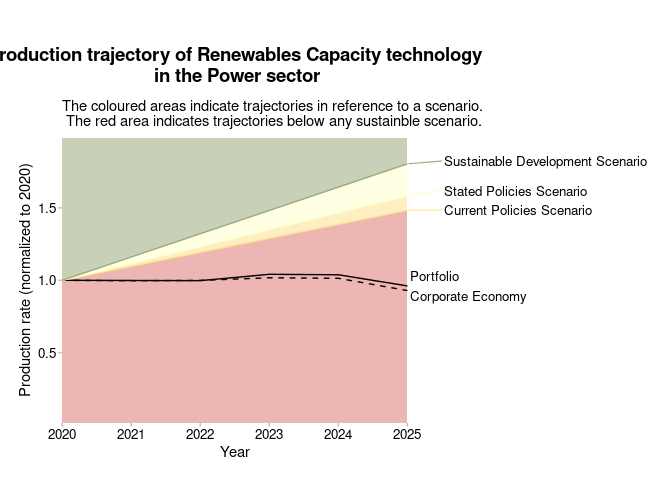 roduction trajectory of Renewables Capacity technology
in the Power sector
The coloured areas indicate trajectories in reference to a scenario.
The red area indicates trajectories below any sustainble scenario.
Production rate (normalized to 2020)
1.5
1.0
0.5
Sustainable Development Scenario
Stated Policies Scenario
Current Policies Scenario
Portfolio
Corporate Economy
2020 2021 2022 2023 2024 2025
Year